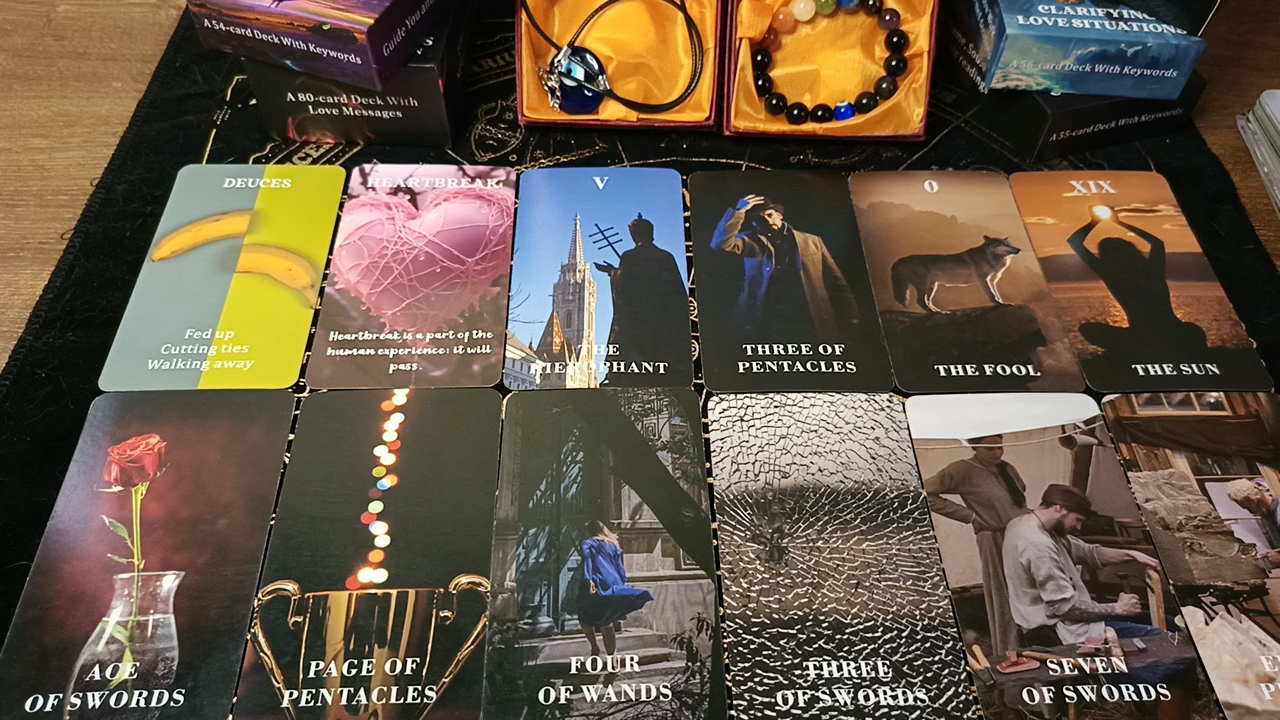 A 54-card Deck With Keywords
Guide You and
A 80-card Deck With
Love Messages
CLARIFYING
LOVE SITUATIONS
A 56-card Deck With Keywords
A 55-card Deck With Keywords
DEUCES
Fed up
Cutting ties
Walking away
HEARTBREAK
Heartbreak is a part of the
human experience: it will
pass.
V
THE
HIEROPHANT
THREE OF
PENTACLES
0
THE FOOL
XIX
THE SUN
ACE
OF SWORDS
PAGE OF
PENTACLES
FOUR
OF WANDS
THREE
OF SWORDS
SEVEN
OF SWORDS